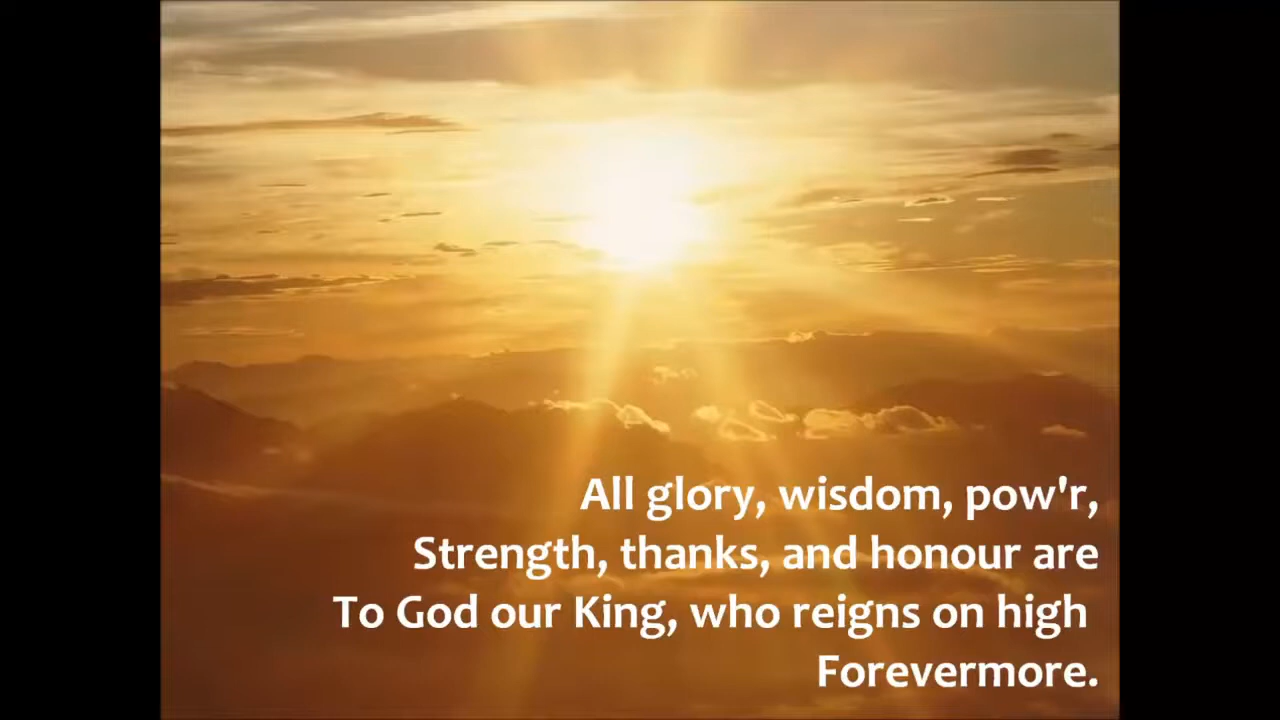 All glory, wisdom, pow'r,
Strength, thanks, and honour are
To God our King, who reigns on high
Forevermore.